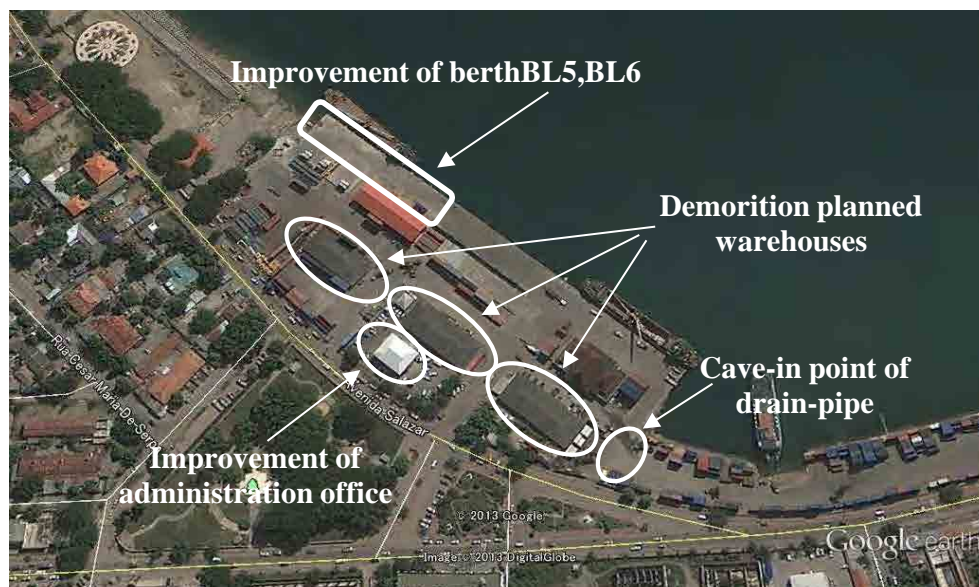 Improvement of berthBL5,BL6
Demorition planned
warehouses
Cave-in point of
drain-pipe
Rua-Cesar Maria-De-Serp
Avenida Salazar
Improvement of
administration office
© 2013 Google
Image © 2013 DigitalGlobe
Google earth